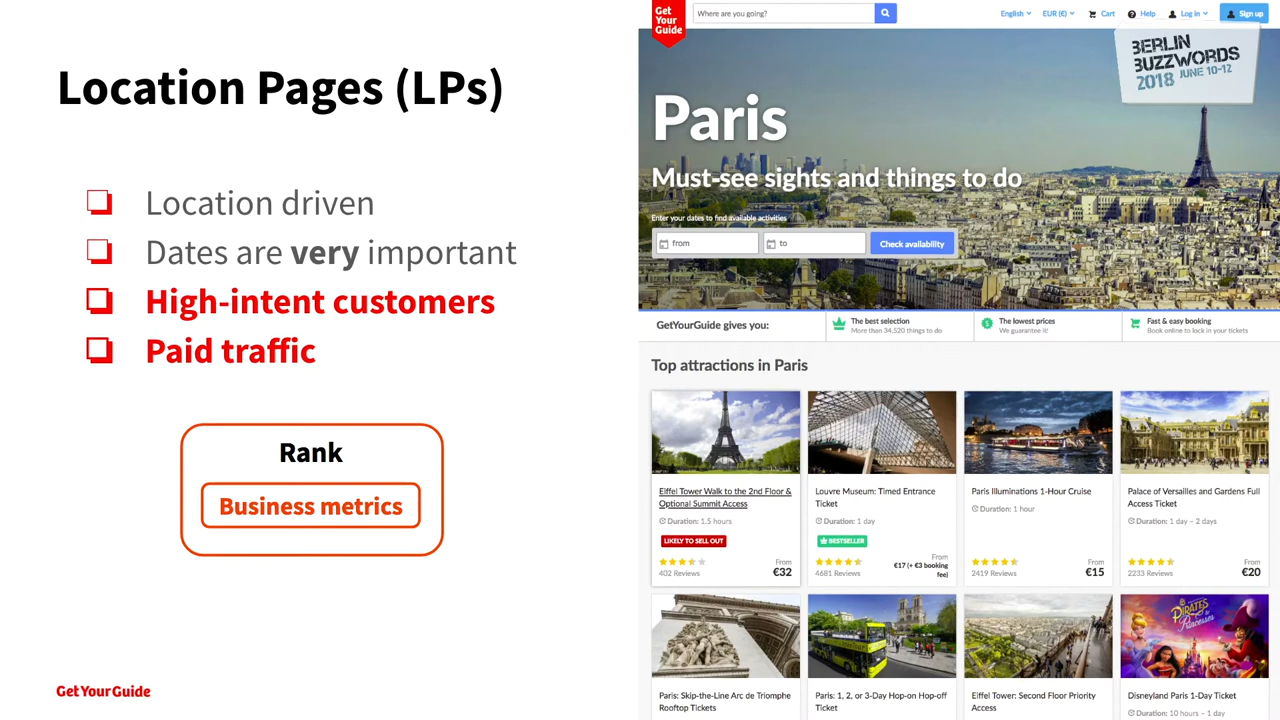 Location Pages (LPs)
Location driven
Dates are very important
High-intent customers
Paid traffic
Rank
Business metrics
GetYourGuide
Get
Your
Guide
Where are you going?
English
EUR (€)
Cart
Help
Log in
Sign up
BERLIN
BUZZWORDS
2018 JUNE 10-12
Paris
Must-see sights and things to do
Enter your dates to find available activities
from
to
Check availability
GetYourGuide gives you:
The best selection
More than 34,520 things to do
The lowest prices
We guarantee it!
Fast & easy booking
Book online to lock in your tickets
Top attractions in Paris
Eiffel Tower Walk to the 2nd Floor &
Optional Summit Access
Duration: 1.5 hours
LIKELY TO SELL OUT
402 Reviews
From
€32
Louvre Museum: Timed Entrance
Ticket
Duration: 1 day
BESTSELLER
4681 Reviews
From
€17 (+ €3 booking
fee)
Paris Illuminations 1-Hour Cruise
Duration: 1 hour
2419 Reviews
From
€15
Palace of Versailles and Gardens Full
Access Ticket
Duration: 1 day – 2 days
2233 Reviews
From
€20
Paris: Skip-the-Line Arc de Triomphe
Rooftop Tickets
Paris: 1, 2, or 3-Day Hop-on Hop-off
Ticket
Eiffel Tower: Second Floor Priority
Access
PIRATES
Princesses
Disneyland Paris 1-Day Ticket
Duration: 10 hours – 1 day